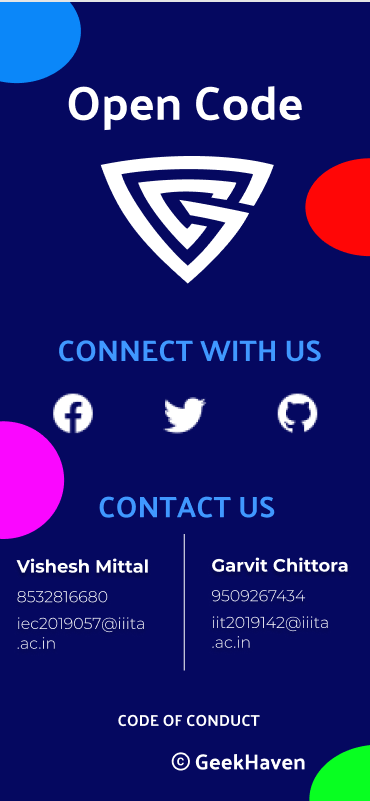 Open Code
CONNECT WITH US
CONTACT US
Vishesh Mittal
8532816680
iec2019057@iiita
.ac.in
Garvit Chittora
9509267434
iit2019142@iiita
.ac.in
CODE OF CONDUCT
© GeekHaven